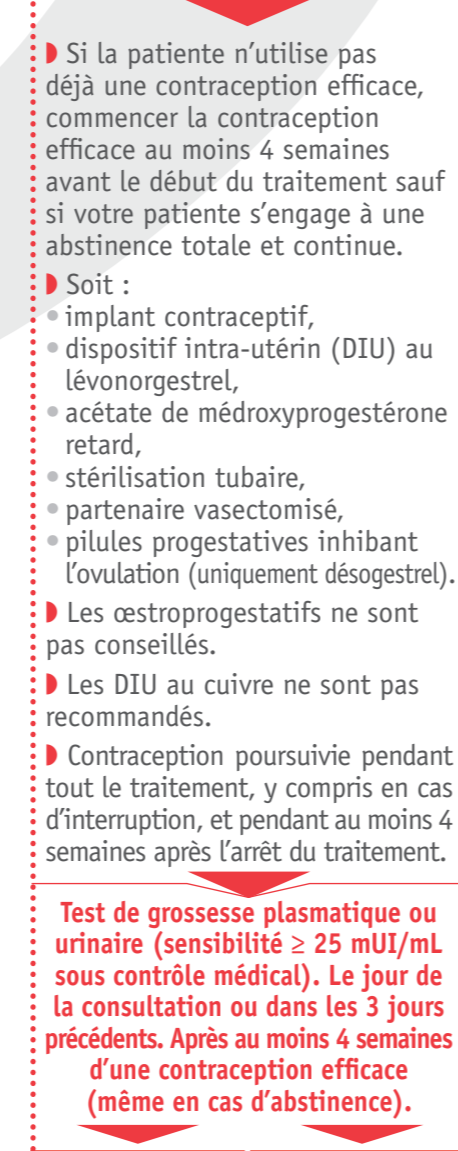 ◗ Si la patiente n’utilise pas
déjà une contraception efficace,
commencer la contraception
efficace au moins 4 semaines
avant le début du traitement sauf
si votre patiente s’engage à une
abstinence totale et continue.
◗ Soit :
• implant contraceptif,
• dispositif intra-utérin (DIU) au
lévonorgestrel,
• acétate de médroxyprogestérone
retard,
• stérilisation tubaire,
• partenaire vasectomisé,
• pilules progestatives inhibant
l’ovulation (uniquement désogestrel).
◗ Les œstroprogestatifs ne sont
pas conseillés.
◗ Les DIU au cuivre ne sont pas
recommandés.
◗ Contraception poursuivie pendant
tout le traitement, y compris en cas
d’interruption, et pendant au moins 4
semaines après l’arrêt du traitement.
Test de grossesse plasmatique ou
urinaire (sensibilité ≥ 25 mUI/mL
sous contrôle médical). Le jour de
la consultation ou dans les 3 jours
précédents. Après au moins 4 semaines
d’une contraception efficace
(même en cas d’abstinence).